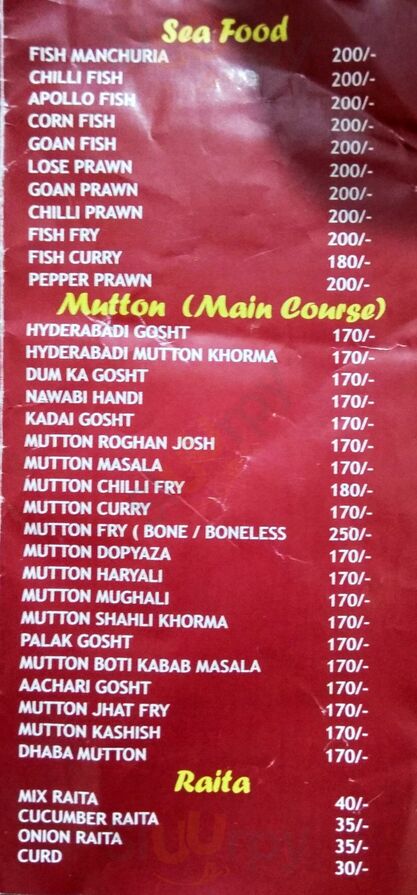 Sea Food
FISH MANCHURIA 200/-
CHILLI FISH 200/-
APOLLO FISH 200/-
CORN FISH 200/-
GOAN FISH 200/-
LOSE PRAWN 200/-
GOAN PRAWN 200/-
CHILLI PRAWN 200/-
FISH FRY 200/-
FISH CURRY 180/-
PEPPER PRAWN 200/-
Mutton (Main Course)
HYDERABADI GOSHT 170/-
HYDERABADI MUTTON KHORMA 170/-
DUM KA GOSHT 170/-
NAWABI HANDI 170/-
KADAI GOSHT 170/-
MUTTON ROGHAN JOSH 170/-
MUTTON MASALA 170/-
MUTTON CHILLI FRY 180/-
MUTTON CURRY 170/-
MUTTON FRY ( BONE / BONELESS 250/-
MUTTON DOPYAZA 170/-
MUTTON HARYALI 170/-
MUTTON MUGHALI 170/-
MUTTON SHAHLI KHORMA 170/-
PALAK GOSHT 170/-
MUTTON BOTI KABAB MASALA 170/-
AACHARI GOSHT 170/-
MUTTON JHAT FRY 170/-
MUTTON KASHISH 170/-
DHABA MUTTON 170/-
Raita
MIX RAITA 40/-
CUCUMBER RAITA 35/-
ONION RAITA 35/-
CURD 30/-